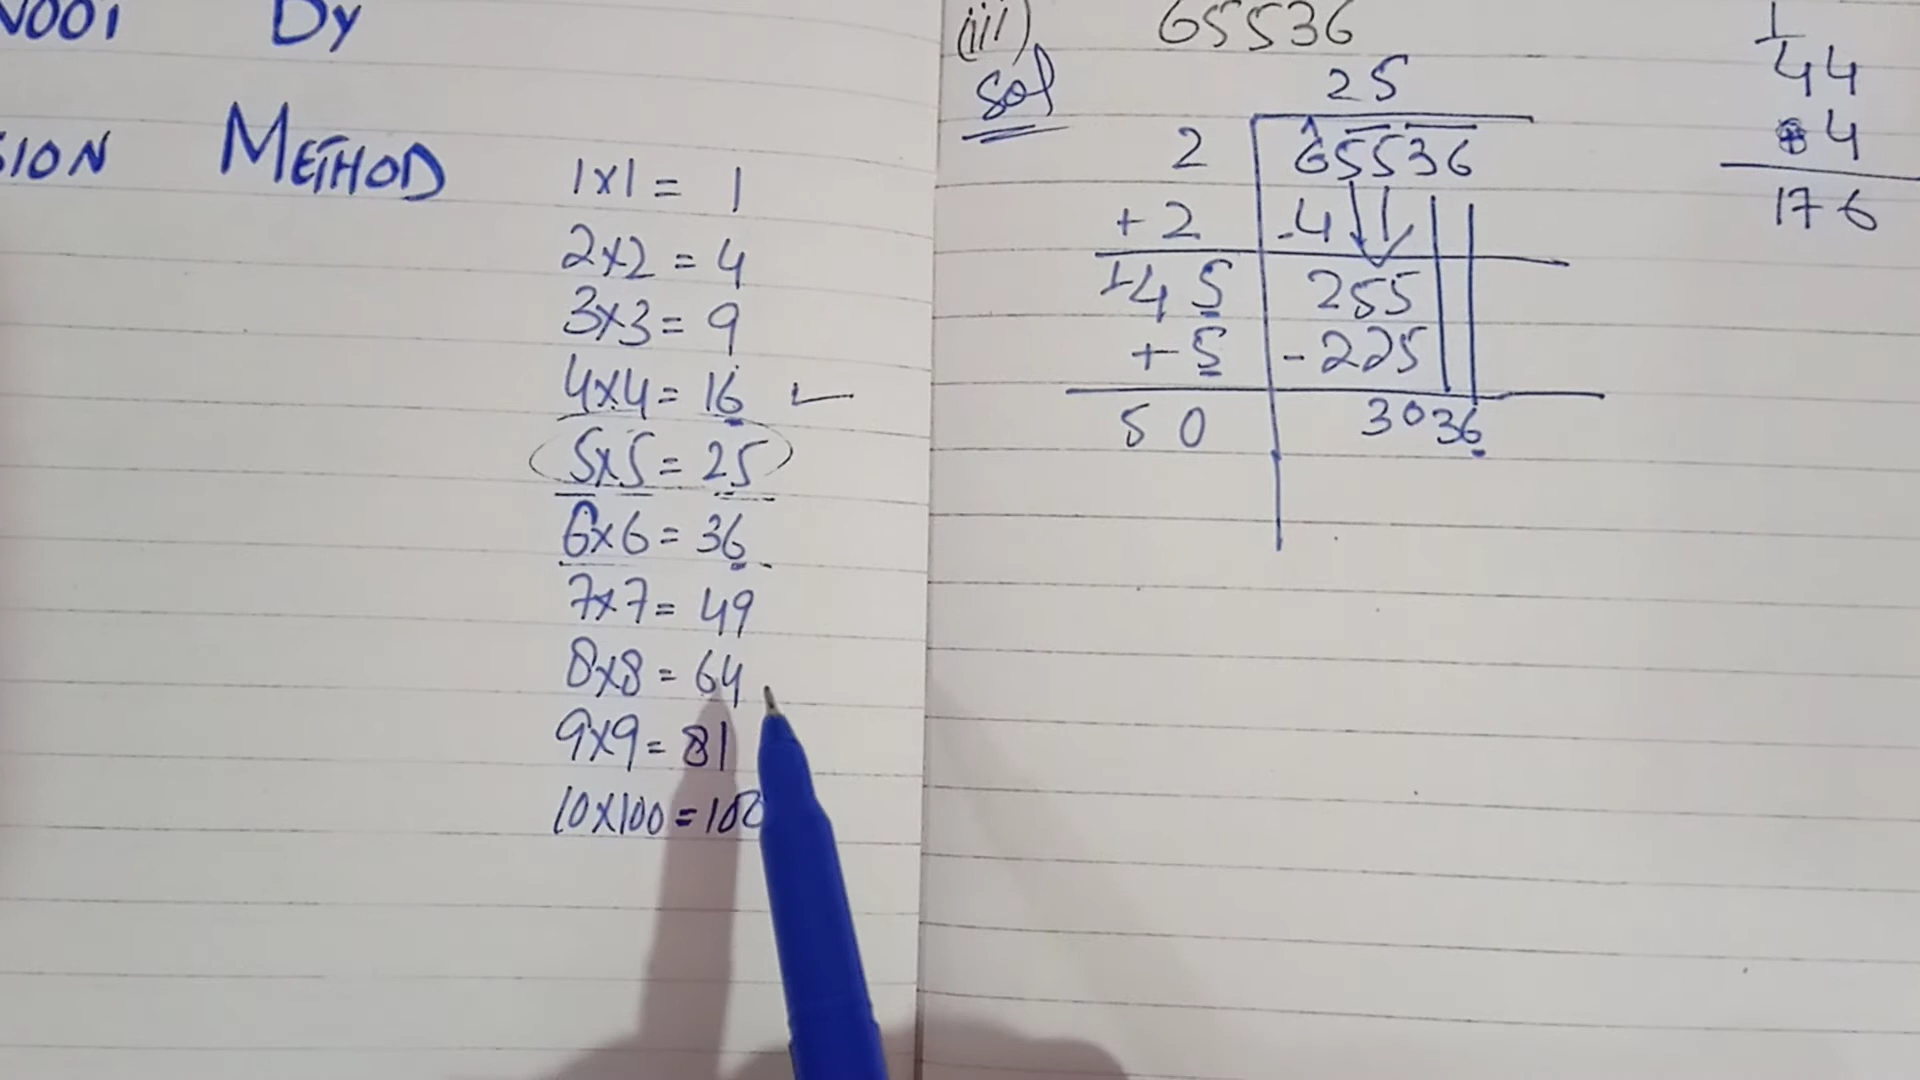 By
METHOD
1x1 = 1
2x2 = 4
3x3 = 9
4x4 = 16
5x5 = 25
6x6 = 36
7x7 = 49
8x8 = 64
9x9 = 81
10x100 = 100
(iii) 65536
Sol
25
2 65536
+2 -4
45 255
+5 -225
50 3036
1
44
4
176